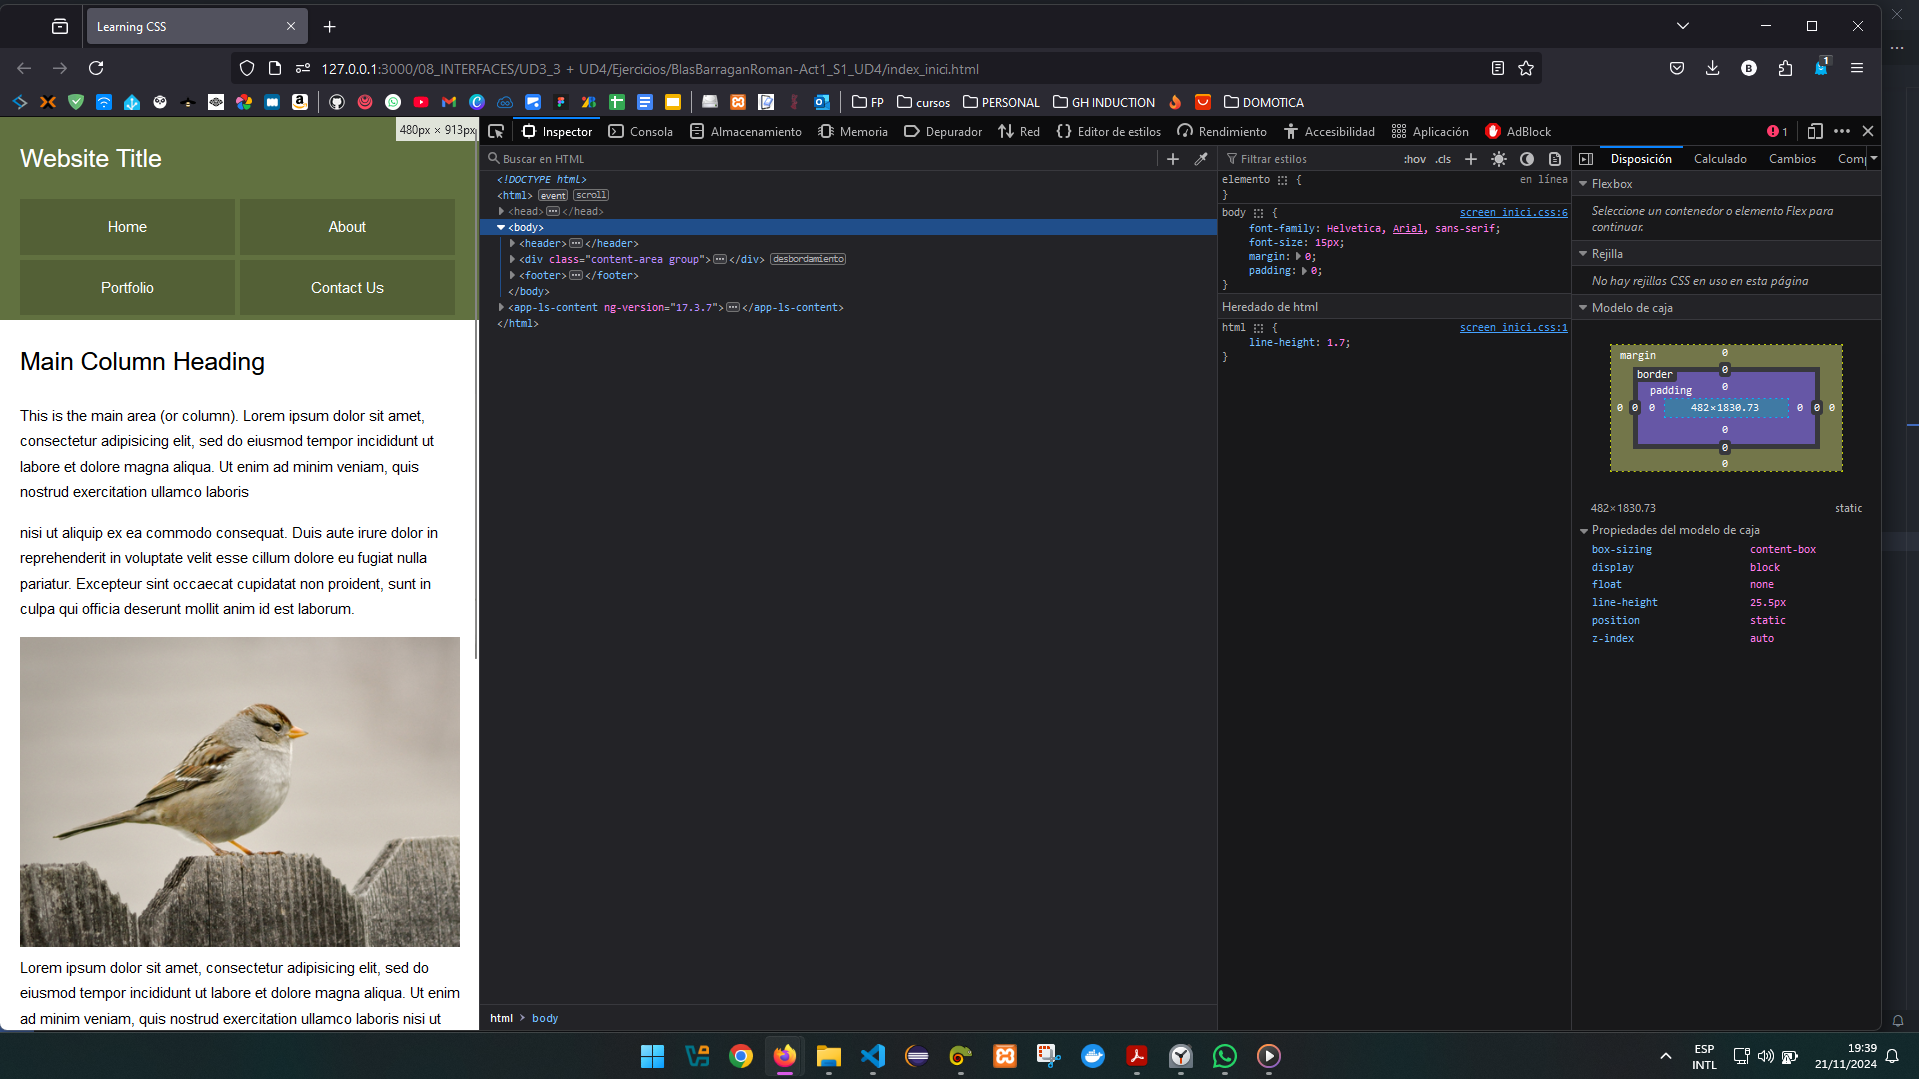 Learning CSS
127.0.0.1:3000/08_INTERFACES/UD3_3 + UD4/Ejercicios/BlasBarraganRoman-Act1_S1_UD4/index_inici.html
FP
cursos
PERSONAL
GH INDUCTION
DOMOTICA
1
480px × 913px
Website Title
Home
About
Portfolio
Contact Us
Main Column Heading
This is the main area (or column). Lorem ipsum dolor sit amet,
consectetur adipisicing elit, sed do eiusmod tempor incididunt ut
labore et dolore magna aliqua. Ut enim ad minim veniam, quis
nostrud exercitation ullamco laboris
nisi ut aliquip ex ea commodo consequat. Duis aute irure dolor in
reprehenderit in voluptate velit esse cillum dolore eu fugiat nulla
pariatur. Excepteur sint occaecat cupidatat non proident, sunt in
culpa qui officia deserunt mollit anim id est laborum.
Lorem ipsum dolor sit amet, consectetur adipisicing elit, sed do
eiusmod tempor incididunt ut labore et dolore magna aliqua. Ut enim
ad minim veniam, quis nostrud exercitation ullamco laboris nisi ut
Inspector
Consola
Almacenamiento
Memoria
Depurador
Red
Editor de estilos
Rendimiento
Accesibilidad
Aplicación
AdBlock
1
Buscar en HTML
<!DOCTYPE html>
<html> event scroll
<head> ... </head>
<body>
<header> ... </header>
<div class="content-area group"> ... </div> desbordamiento
<footer> ... </footer>
</body>
<app-ls-content ng-version="17.3.7"> ... </app-ls-content>
</html>
html > body
Filtrar estilos
:hov .cls
elemento { en línea
}
body { screen_inici.css:6
font-family: Helvetica, Arial, sans-serif;
font-size: 15px;
margin: 0;
padding: 0;
}
Heredado de html
html { screen_inici.css:1
line-height: 1.7;
}
Disposición
Calculado
Cambios
Flexbox
Seleccione un contenedor o elemento Flex para
continuar.
Rejilla
No hay rejillas CSS en uso en esta página
Modelo de caja
margin 0
border 0
padding 0
0 0 0 482×1830.73 0 0 0
0
0
0
482×1830.73 static
Propiedades del modelo de caja
box-sizing content-box
display block
float none
line-height 25.5px
position static
z-index auto
ESP
INTL
19:39
21/11/2024